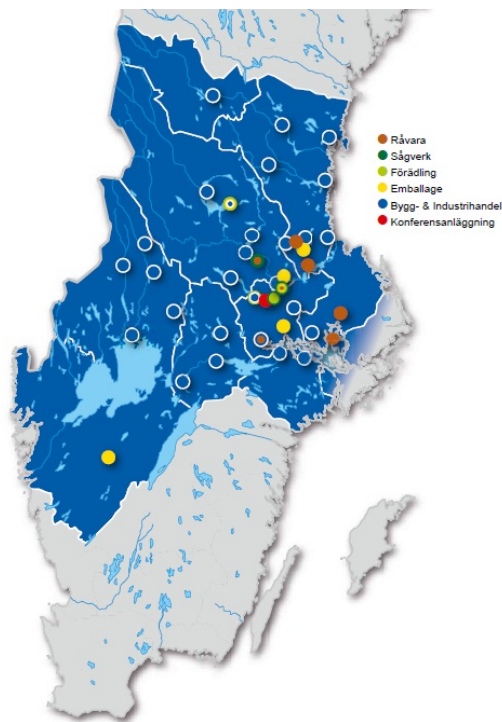 Råvara
Sågverk
Förädling
Emballage
Bygg- & Industrihandel
Konferensanläggning